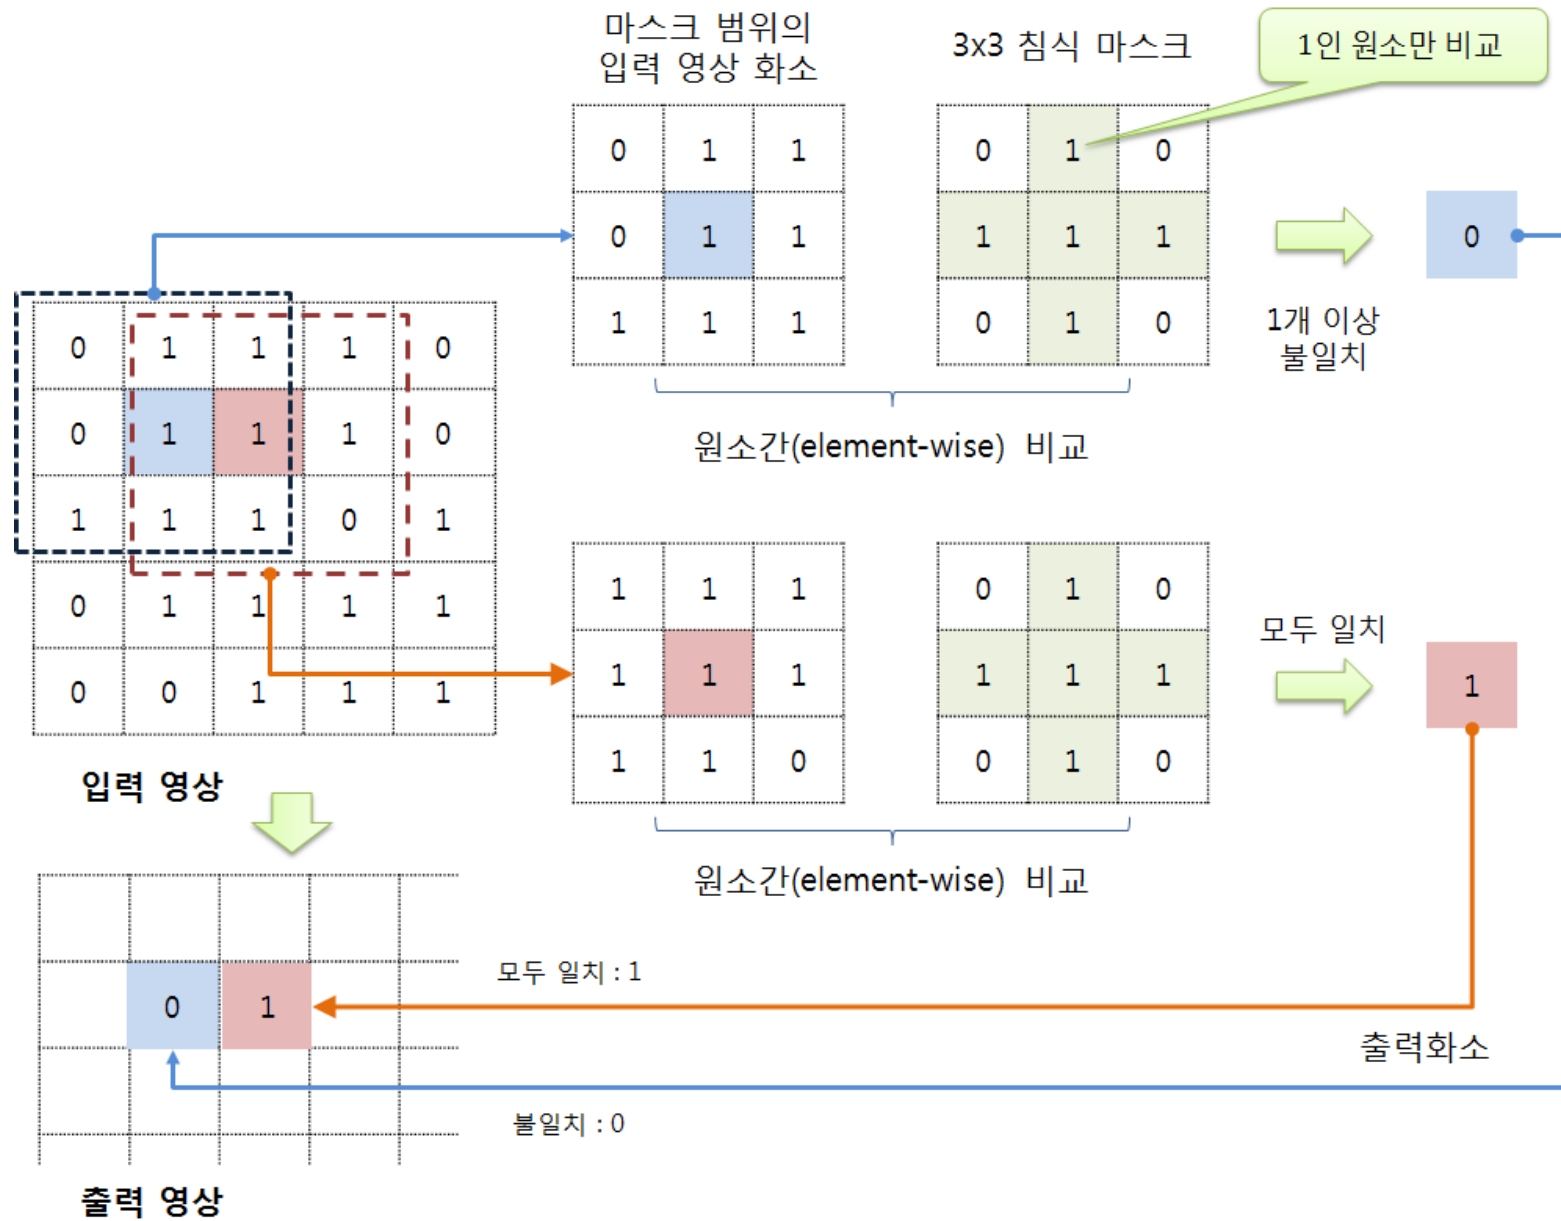 마스크 범위의
입력 영상 화소
3x3 침식 마스크
1인 원소만 비교
0 1 1
0 1 1
1 1 1
0 1 0
1 1 1
0 1 0
0
1개 이상
불일치
원소간(element-wise) 비교
0 1 1 1 0
0 1 1 1 0
1 1 1 0 1
0 1 1 1 1
0 0 1 1 1
입력 영상
1 1 1
1 1 1
1 1 0
0 1 0
1 1 1
0 1 0
모두 일치
1
원소간(element-wise) 비교
0 1
모두 일치 : 1
출력화소
불일치 : 0
출력 영상